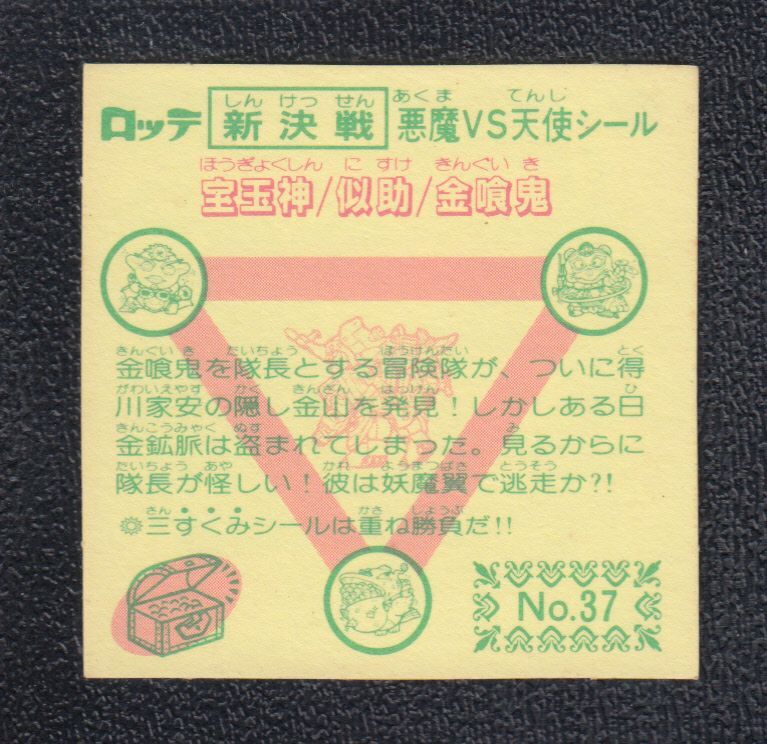 しんけっせん あくま てんし
ロッテ 新決戦 悪魔VS天使シール
ほうぎょくしん にすけ きんぐいき
宝玉神/似助/金喰鬼
きんぐいき たいちょう ぼうけんたい とく
金喰鬼を隊長とする冒険隊が、ついに得
がわいえやす かく きんざん はっけん ひ
川家安の隠し金山を発見!しかしある日
きんこうみゃく ぬす み
金鉱脈は盗まれてしまった。見るからに
たいちょう あや かれ ようまつばさ とうそう
隊長が怪しい!彼は妖魔翼で逃走か?!
さん かさ しょうぶ
三すくみシールは重ね勝負だ!!
No.37